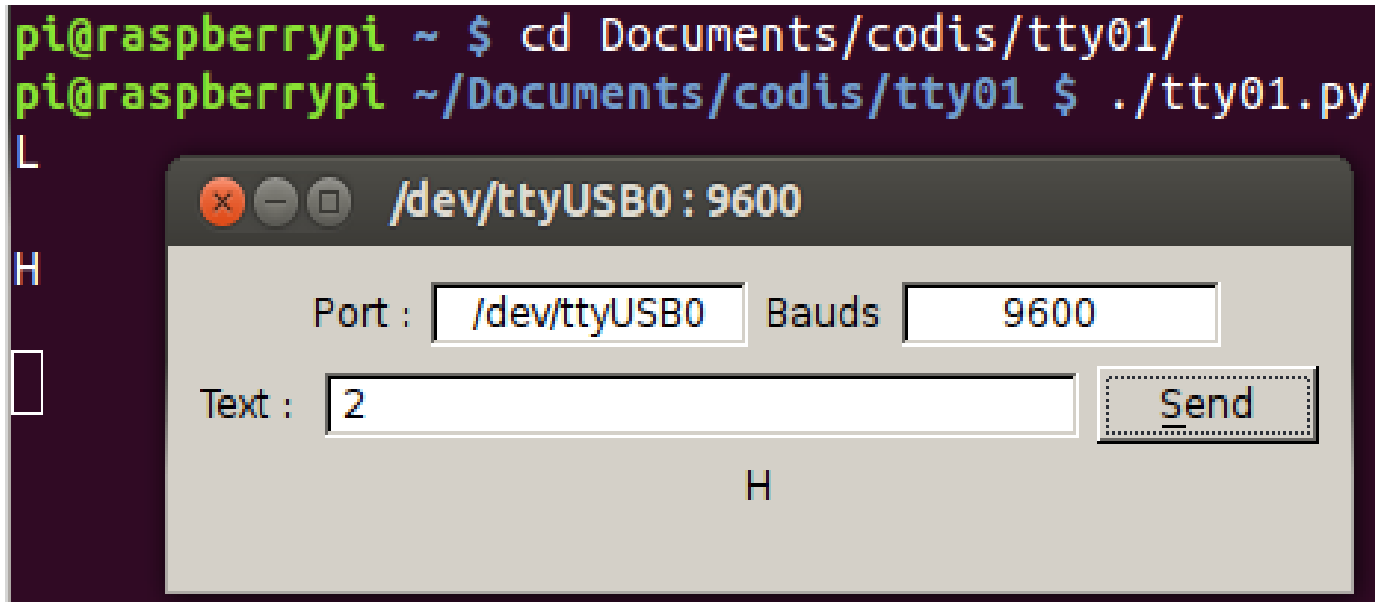 pi@raspberrypi ~ $ cd Documents/codis/tty01/
pi@raspberrypi ~/Documents/codis/tty01 $ ./tty01.py
L
/dev/ttyUSB0 : 9600
H
Port : /dev/ttyUSB0 Bauds 9600
Text : 2 Send
H